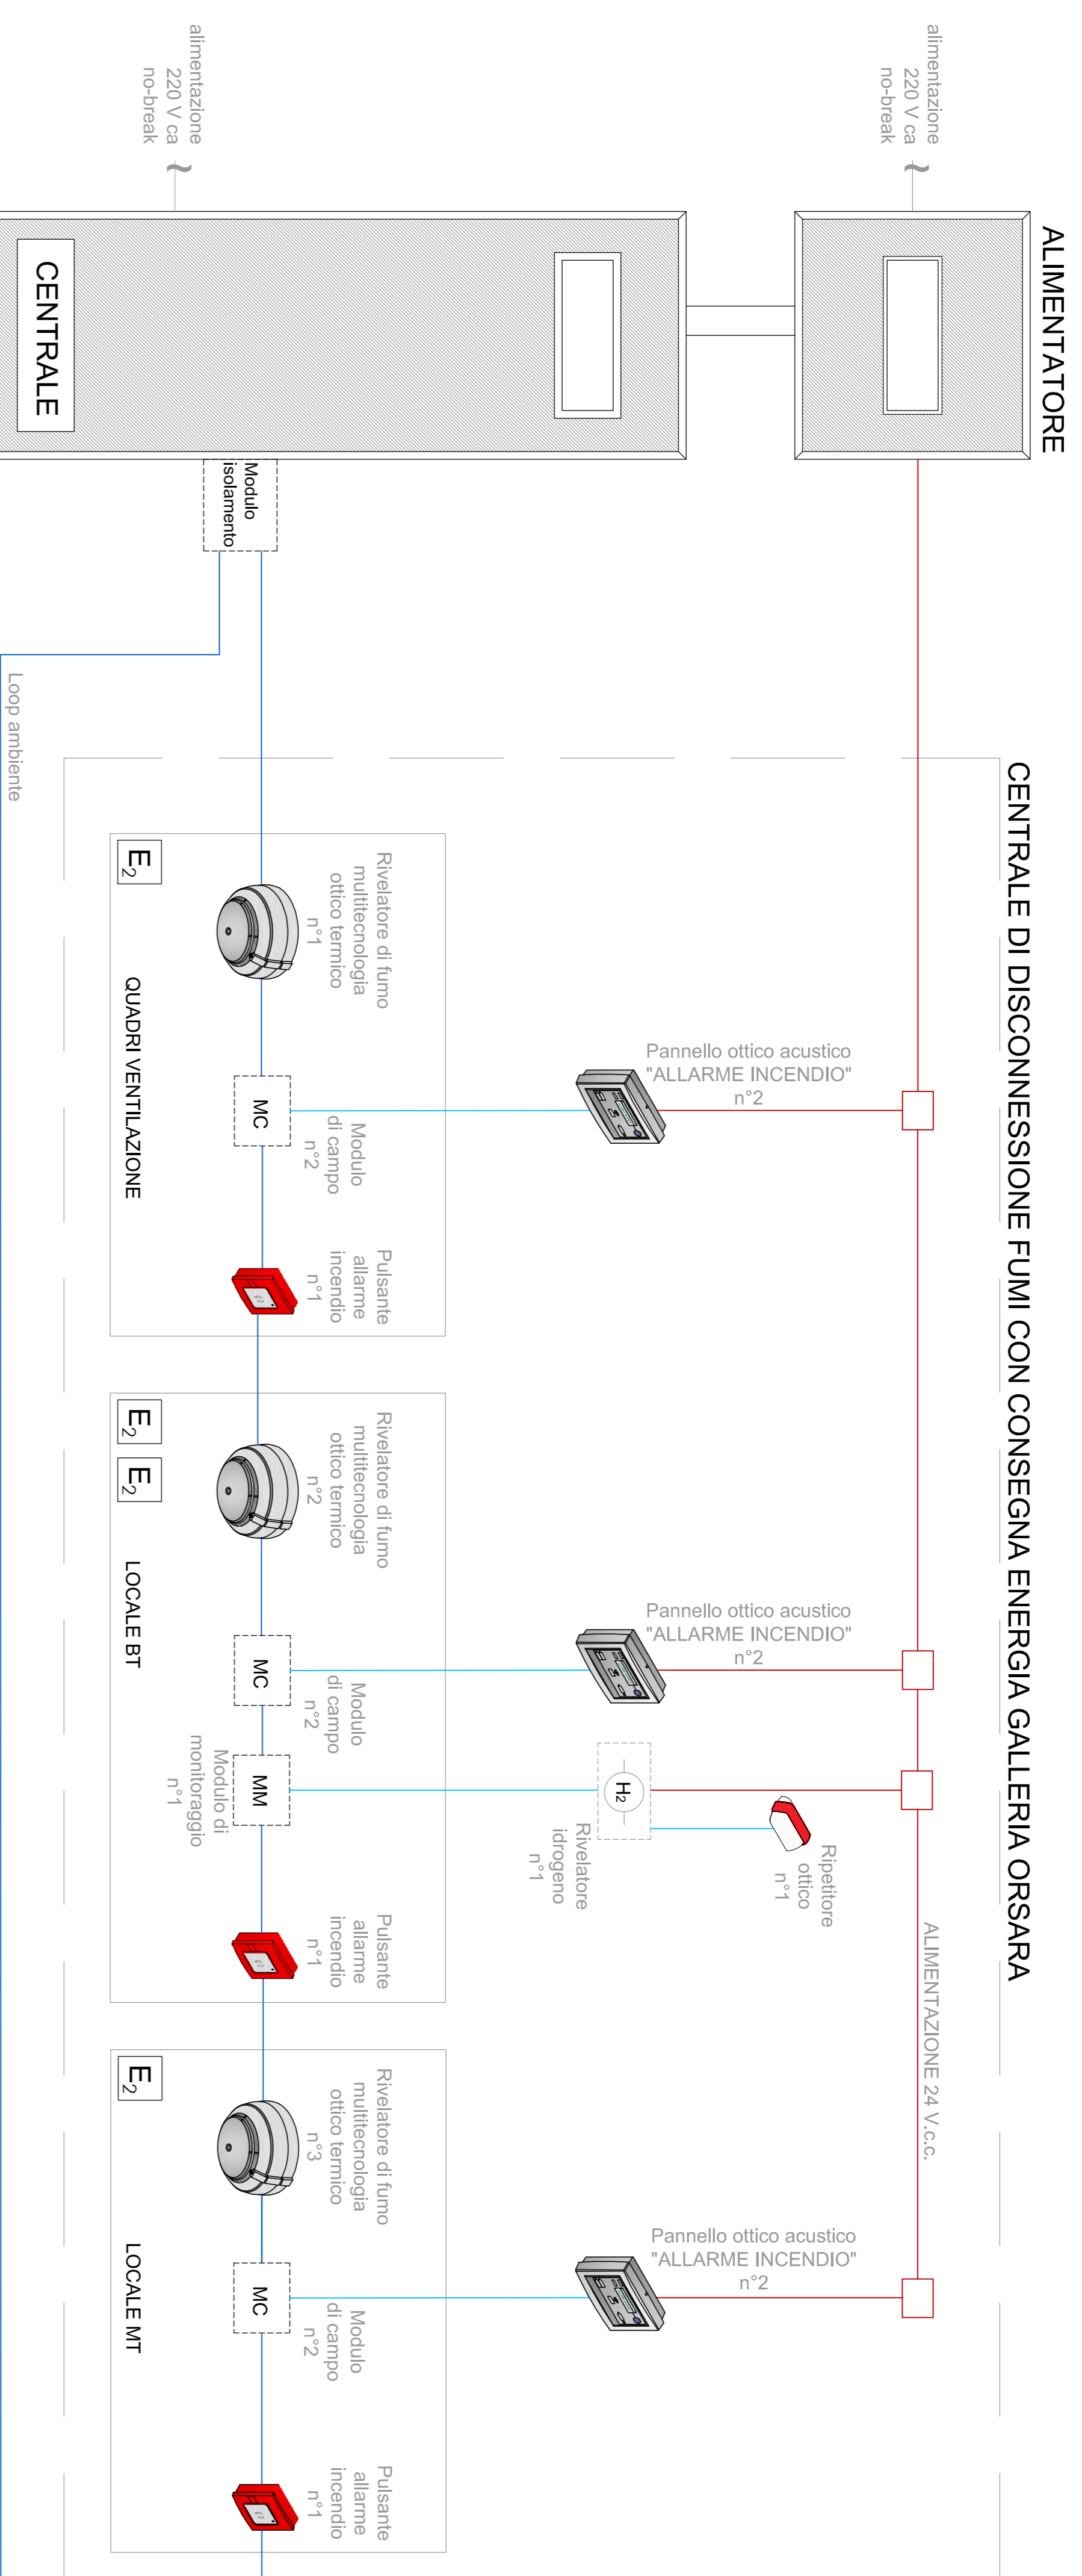 ALIMENTATORE
alimentazione
220 V ca
no-break
~
CENTRALE DI DISCONNESSIONE FUMI CON CONSEGNA ENERGIA GALLERIA ORSARA
ALIMENTAZIONE 24 V.c.c.
Pannello ottico acustico
"ALLARME INCENDIO"
n°2
Pannello ottico acustico
"ALLARME INCENDIO"
n°2
Ripetitore
ottico
n°1
H2
Rivelatore
idrogeno
n°1
Pannello ottico acustico
"ALLARME INCENDIO"
n°2
alimentazione
220 V ca
no-break
~
CENTRALE
Modulo
isolamento
Loop ambiente
Rivelatore di fumo
multitecnologia
ottico termico
n°1
Modulo
di campo
n°2
MC
Pulsante
allarme
incendio
n°1
E2
QUADRI VENTILAZIONE
Rivelatore di fumo
multitecnologia
ottico termico
n°2
Modulo
di campo
n°2
MC
MM
Modulo di
monitoraggio
n°1
Pulsante
allarme
incendio
n°1
E2
E2
LOCALE BT
Rivelatore di fumo
multitecnologia
ottico termico
n°3
Modulo
di campo
n°2
MC
Pulsante
allarme
incendio
n°1
E2
LOCALE MT